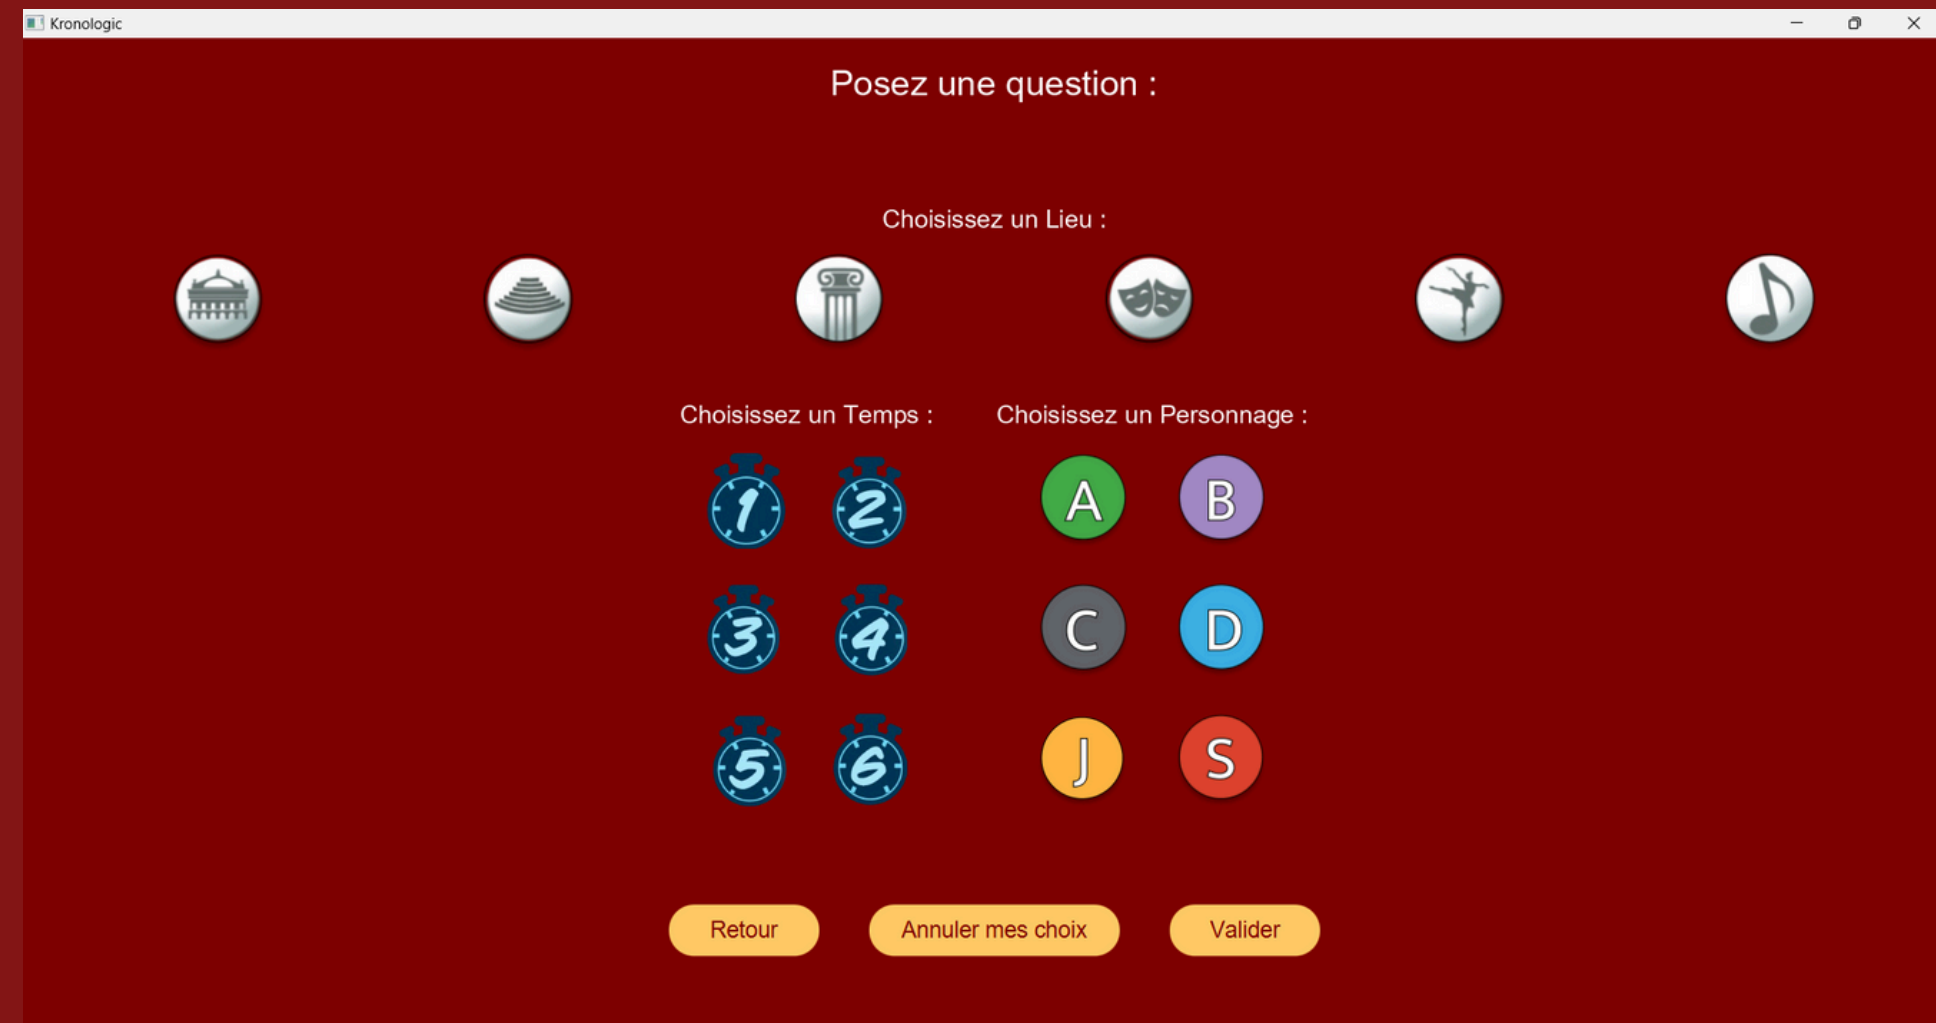 Kronologic
Posez une question :
Choisissez un Lieu :
Choisissez un Temps :
Choisissez un Personnage :
1 2
A B
3 4
C D
5 6
J S
Retour
Annuler mes choix
Valider